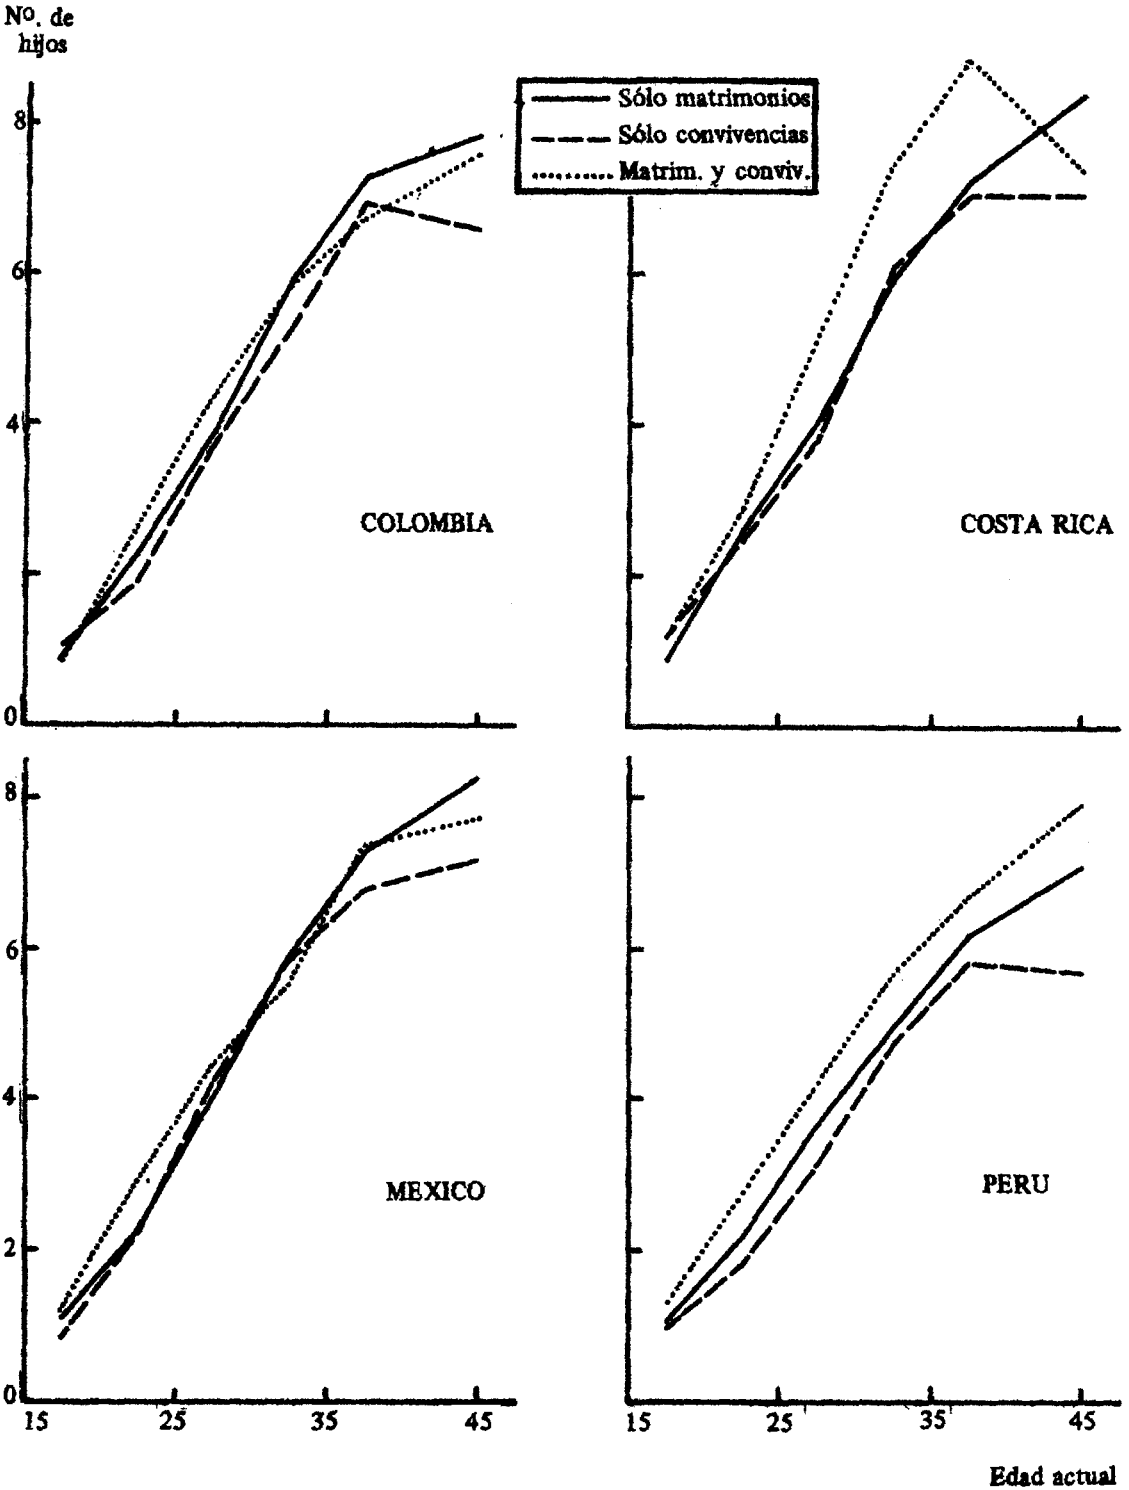 Nº. de
hijos
Sólo matrimonios
Sólo convivencias
Matrim. y conviv.
8
6
4
0
COLOMBIA
COSTA RICA
8
6
4
2
0
MEXICO
PERU
15 25 35 45
15 25 35 45
Edad actual